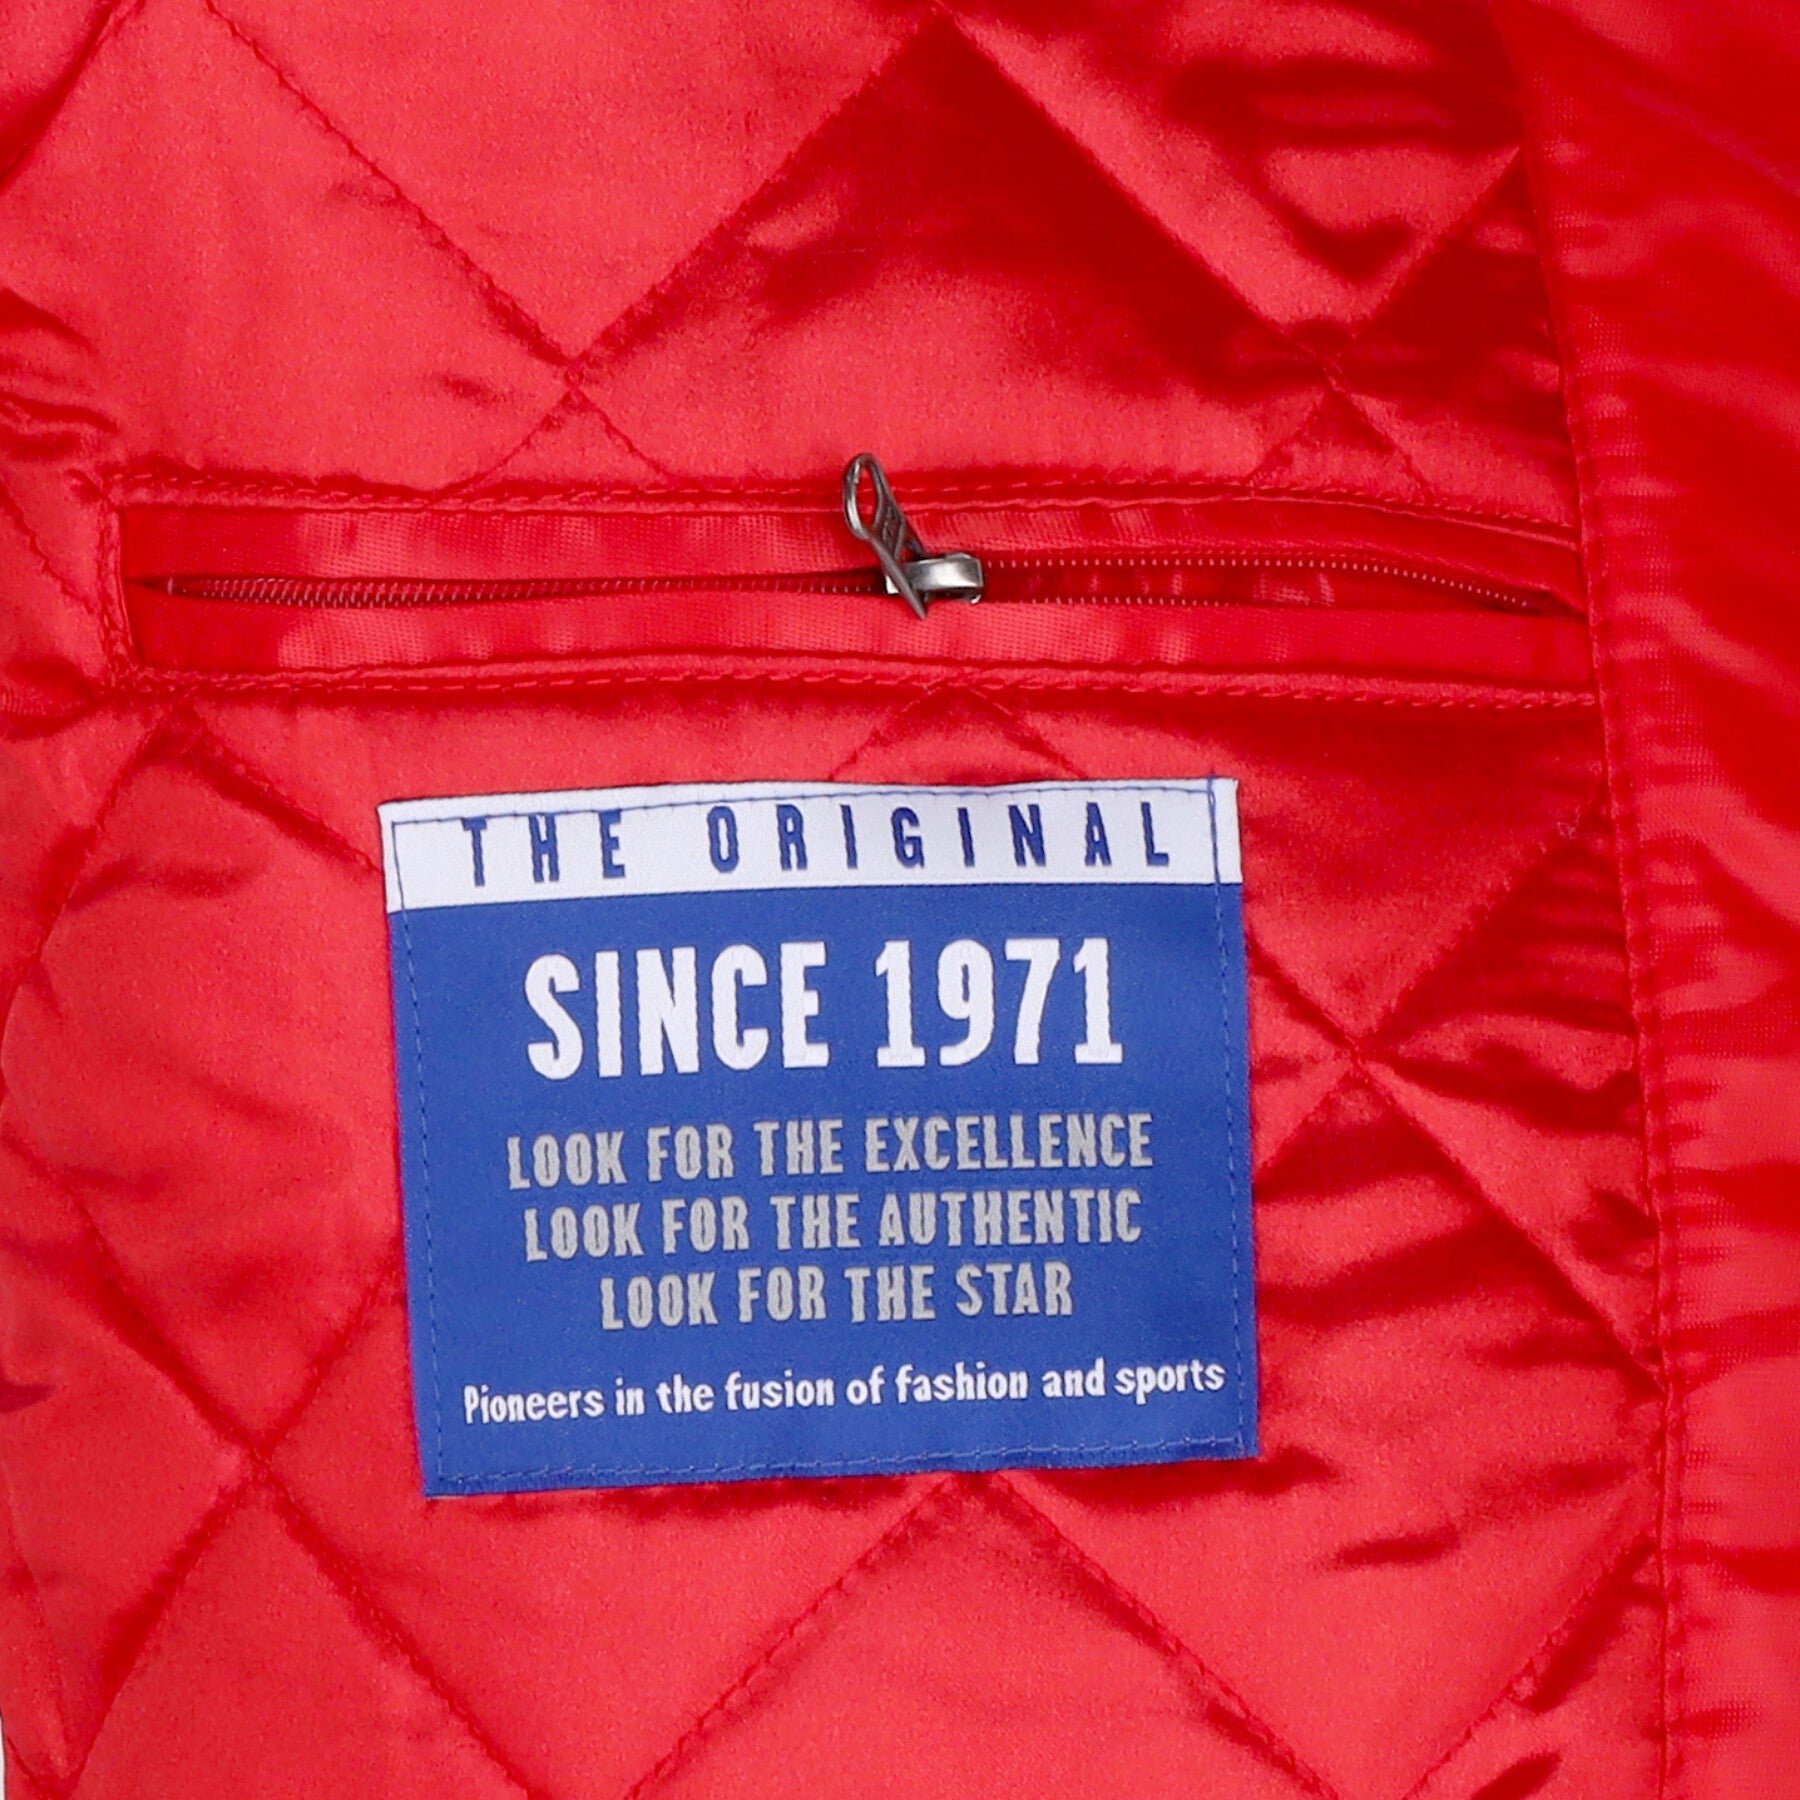 THE ORIGINAL
SINCE 1971
LOOK FOR THE EXCELLENCE
LOOK FOR THE AUTHENTIC
LOOK FOR THE STAR
Pioneers in the fusion of fashion and sports